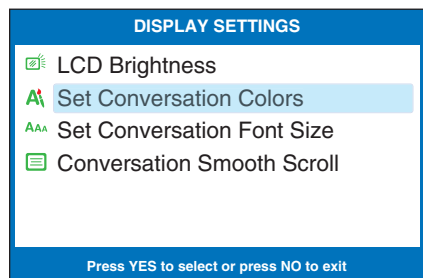 DISPLAY SETTINGS
LCD Brightness
Set Conversation Colors
Set Conversation Font Size
Conversation Smooth Scroll
Press YES to select or press NO to exit